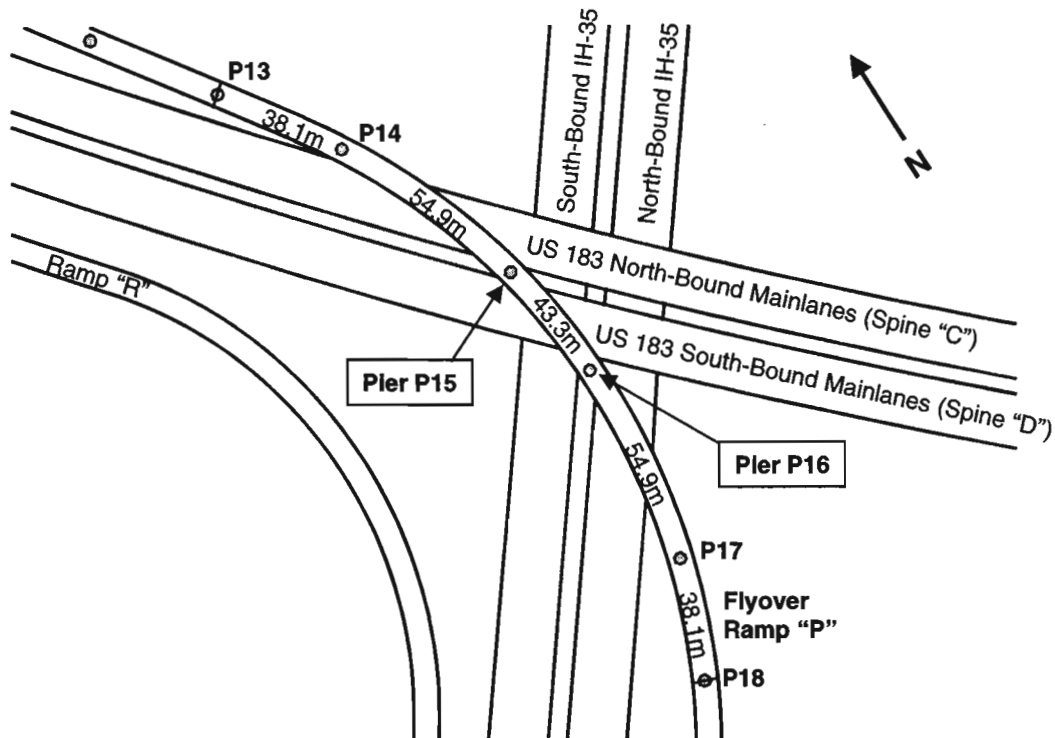 P13
38.1m
P14
54.9m
South-Bound IH-35
North-Bound IH-35
N
US 183 North-Bound Mainlanes (Spine "C")
Ramp "R"
43.3m
US 183 South-Bound Mainlanes (Spine "D")
Pier P15
Pier P16
54.9m
P17
38.1m
Flyover
Ramp "P"
P18